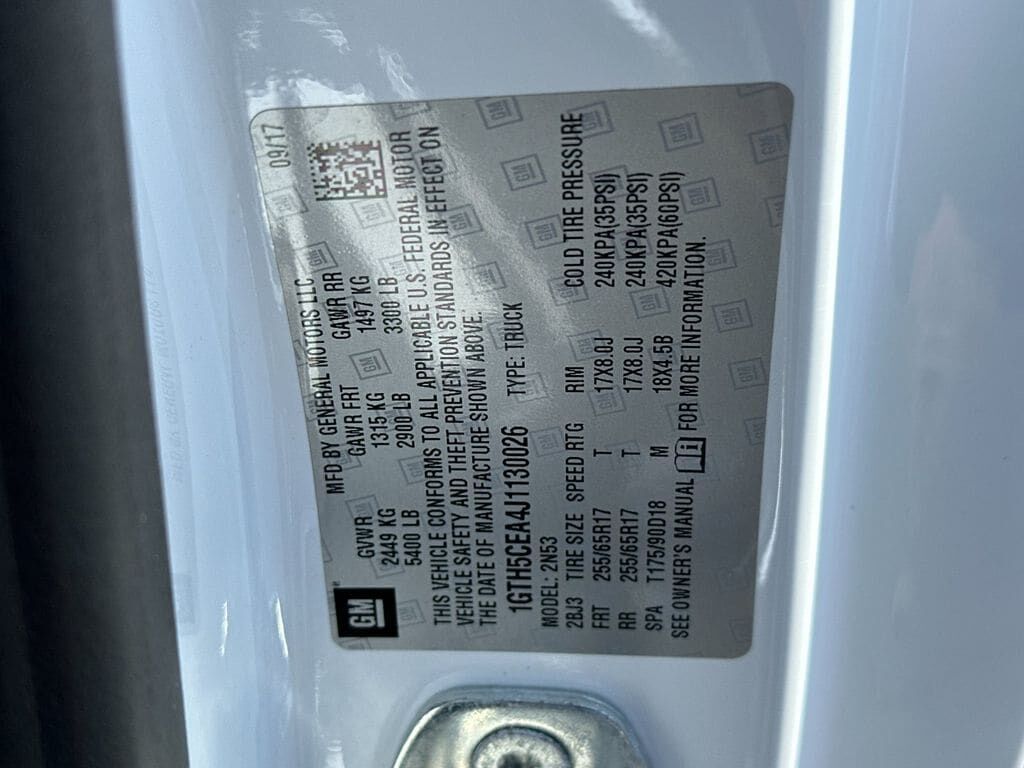 MFD BY GENERAL MOTORS LLC 09/17
GVWR GAWR FRT GAWR RR
2449 KG 1315 KG 1497 KG
5400 LB 2900 LB 3300 LB
GM
THIS VEHICLE CONFORMS TO ALL APPLICABLE U.S. FEDERAL MOTOR
VEHICLE SAFETY AND THEFT PREVENTION STANDARDS IN EFFECT ON
THE DATE OF MANUFACTURE SHOWN ABOVE.
1GTH5CEA4J1130026 TYPE: TRUCK
MODEL: 2N53
2BJ3 TIRE SIZE SPEED RTG RIM COLD TIRE PRESSURE
FRT 255/65R17 T 17X8.0J 240KPA(35PSI)
RR 255/65R17 T 17X8.0J 240KPA(35PSI)
SPA T175/90D18 M 18X4.5B 420KPA(60PSI)
SEE OWNER'S MANUAL FOR MORE INFORMATION.